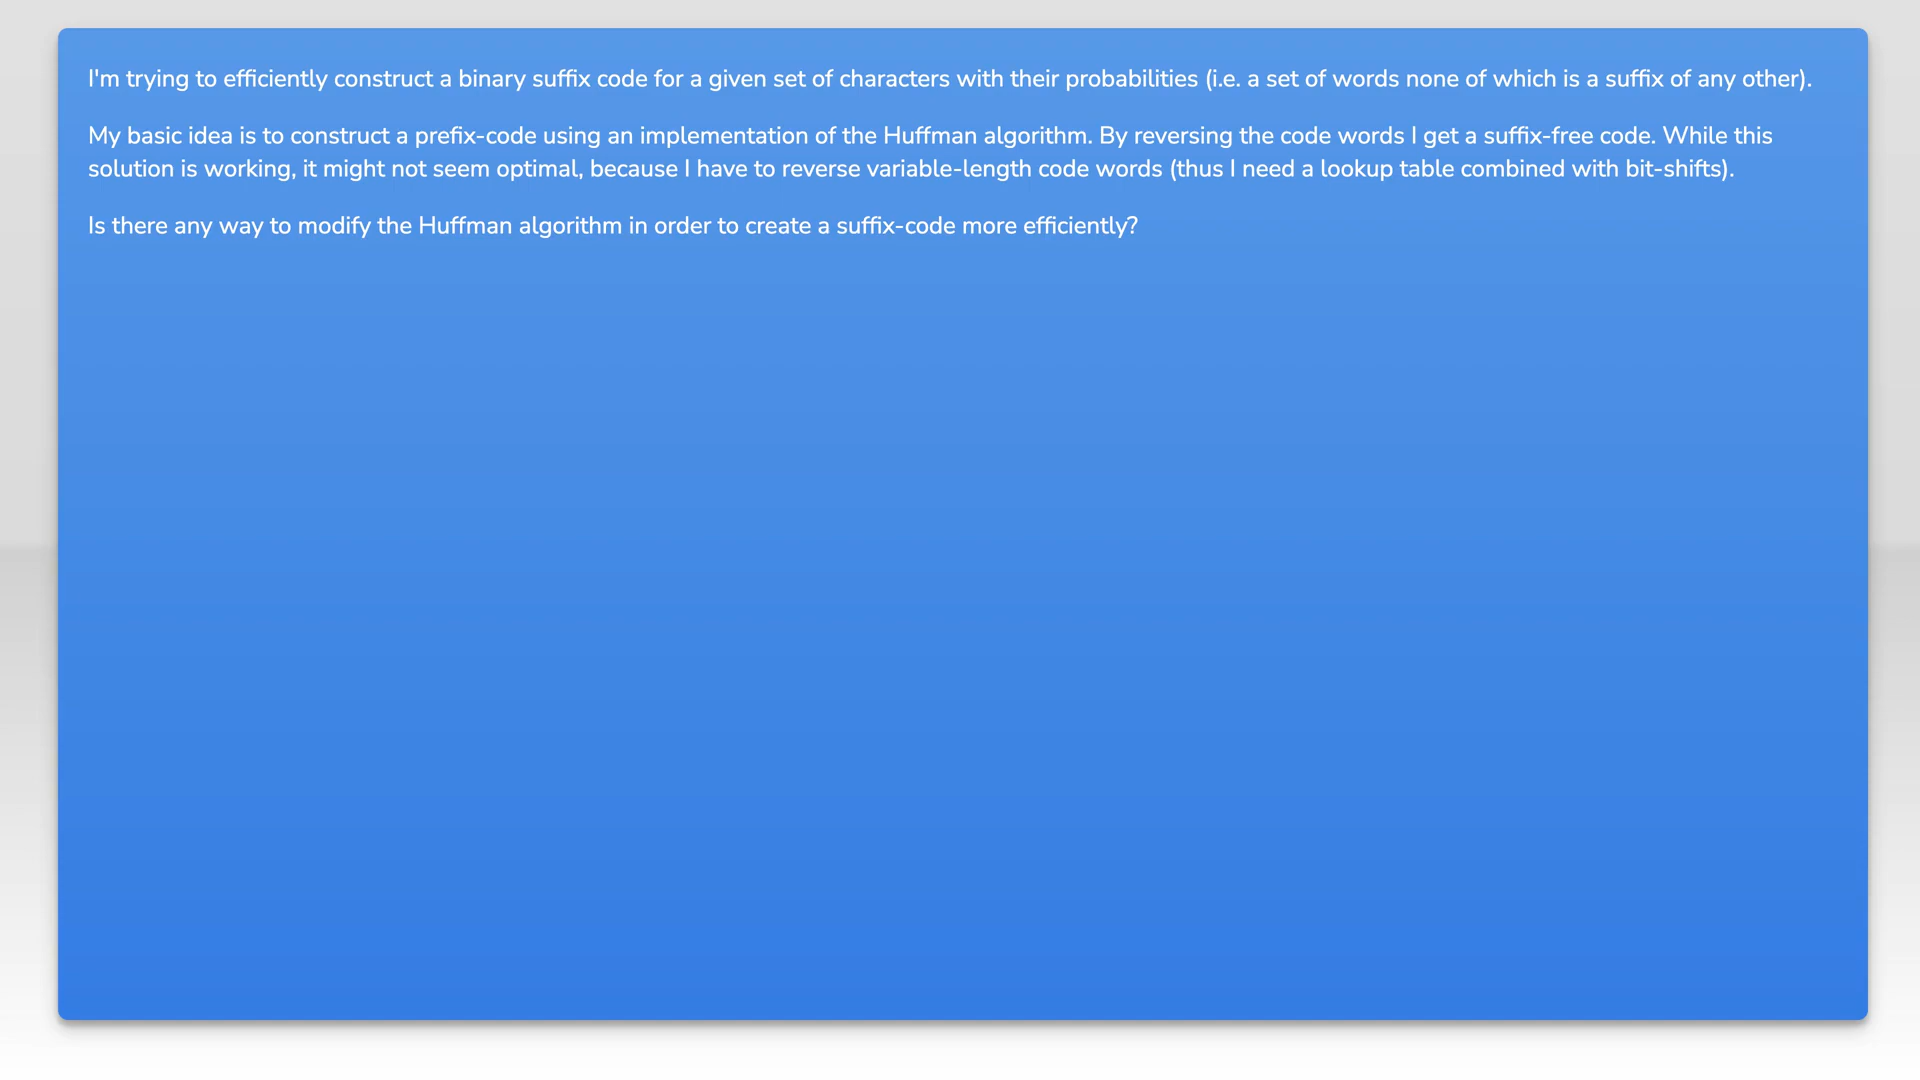 I'm trying to efficiently construct a binary suffix code for a given set of characters with their probabilities (i.e. a set of words none of which is a suffix of any other).
My basic idea is to construct a prefix-code using an implementation of the Huffman algorithm. By reversing the code words I get a suffix-free code. While this
solution is working, it might not seem optimal, because I have to reverse variable-length code words (thus I need a lookup table combined with bit-shifts).
Is there any way to modify the Huffman algorithm in order to create a suffix-code more efficiently?